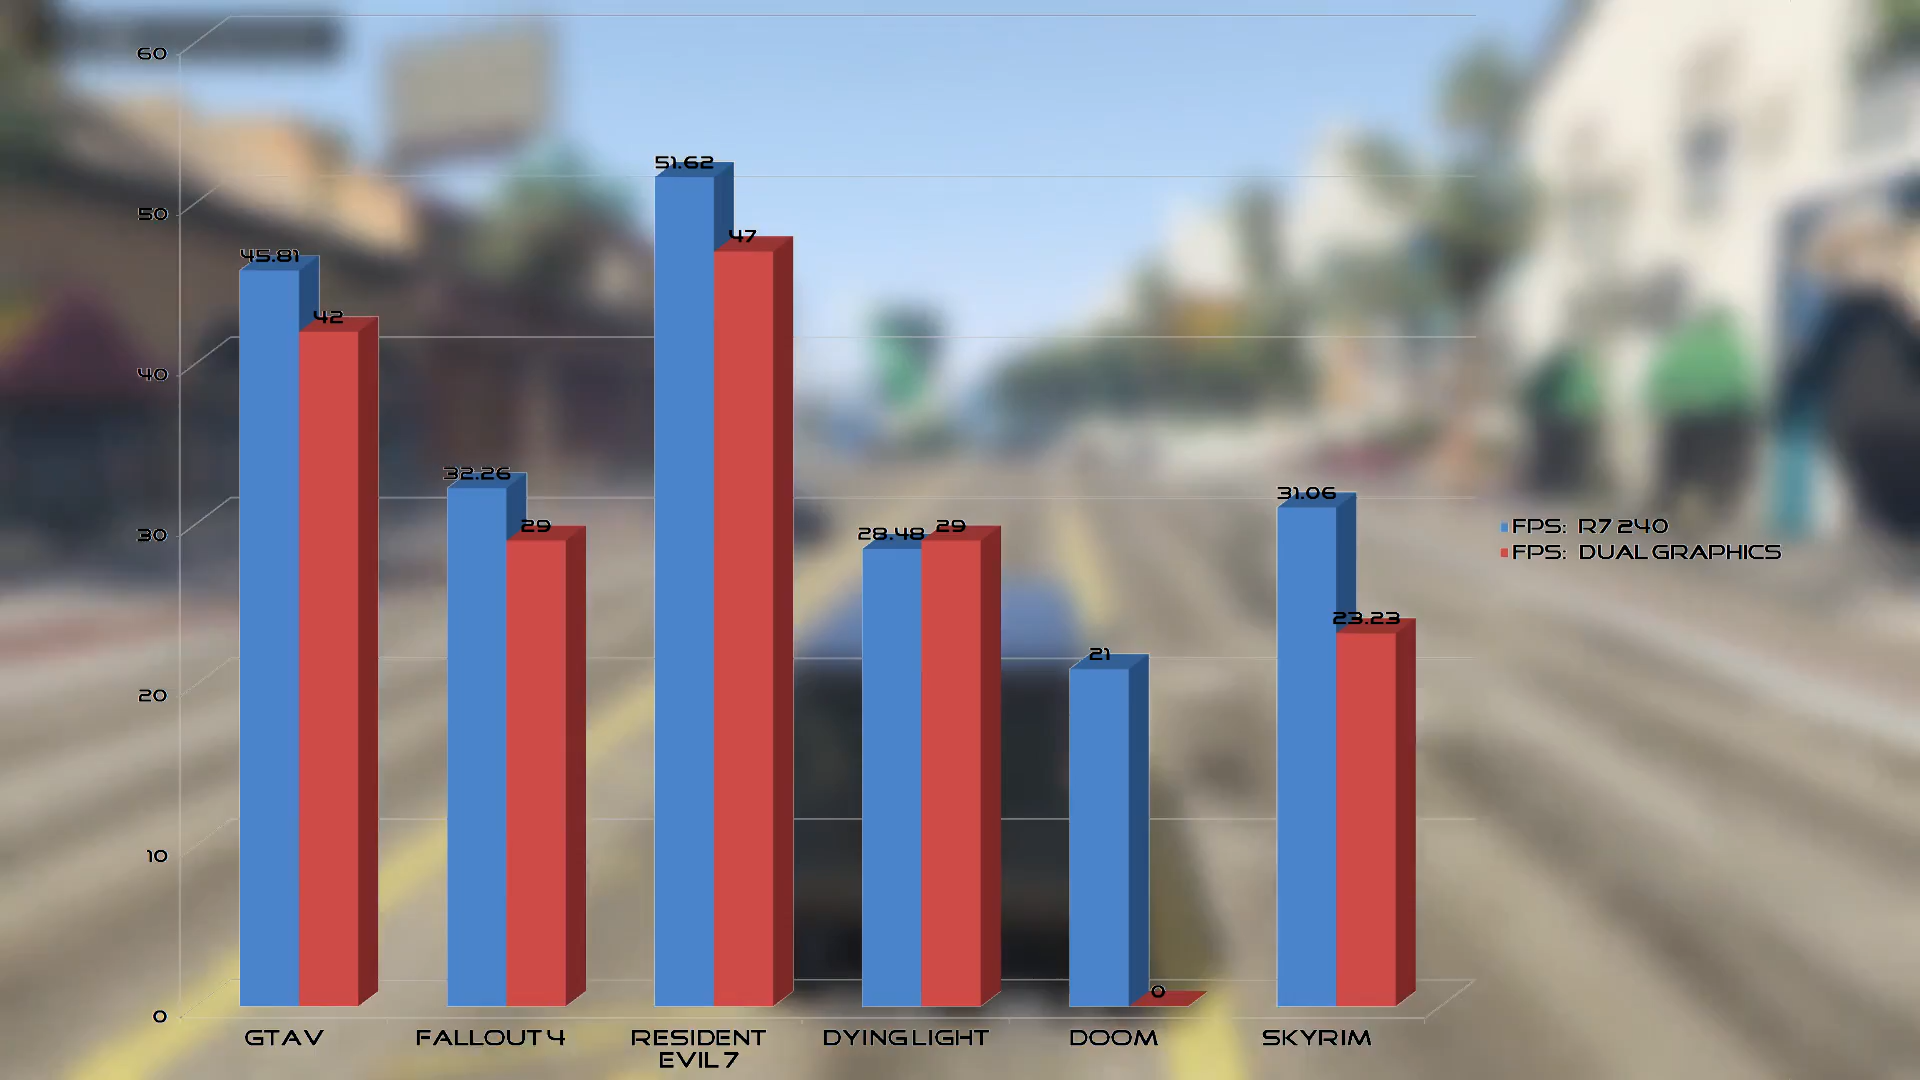 60
50
40
30
20
10
0
45.81
42
32.26
29
51.62
47
28.48
29
21
0
31.06
23.23
GTA V
FALLOUT 4
RESIDENT
EVIL 7
DYING LIGHT
DOOM
SKYRIM
FPS: R7 240
FPS: DUAL GRAPHICS